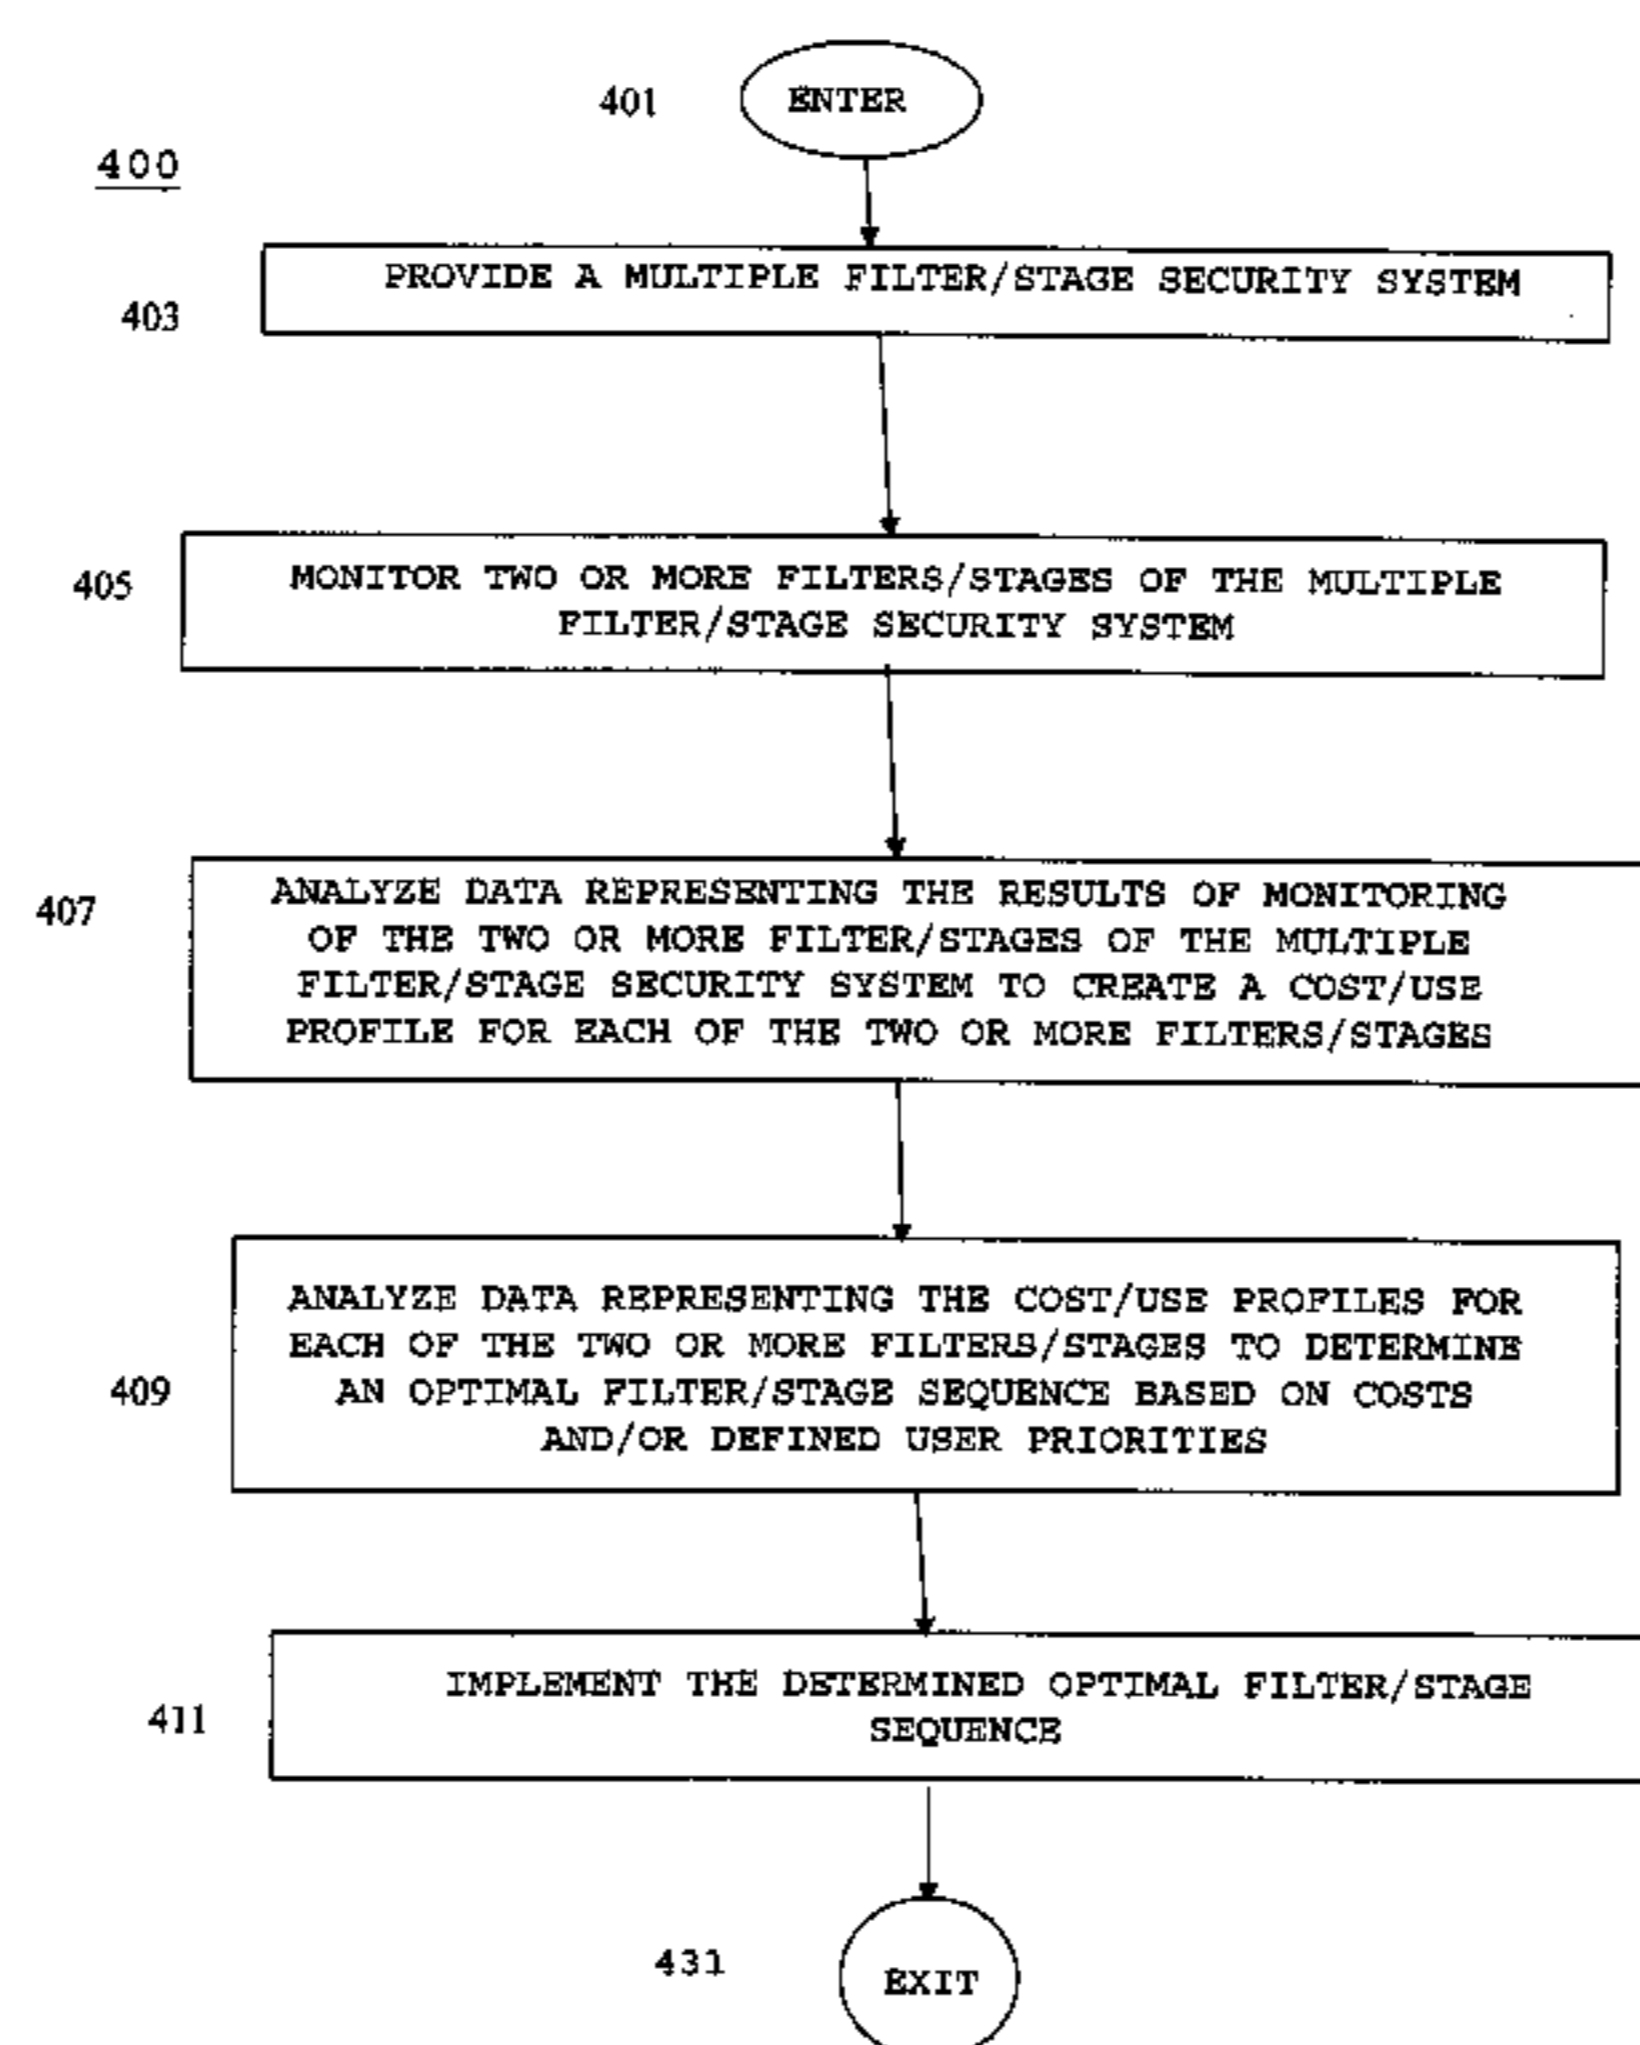 401
ENTER
400
PROVIDE A MULTIPLE FILTER/STAGE SECURITY SYSTEM
403
405
MONITOR TWO OR MORE FILTERS/STAGES OF THE MULTIPLE
FILTER/STAGE SECURITY SYSTEM
407
ANALYZE DATA REPRESENTING THE RESULTS OF MONITORING
OF THE TWO OR MORE FILTER/STAGES OF THE MULTIPLE
FILTER/STAGE SECURITY SYSTEM TO CREATE A COST/USE
PROFILE FOR EACH OF THE TWO OR MORE FILTERS/STAGES
409
ANALYZE DATA REPRESENTING THE COST/USE PROFILES FOR
EACH OF THE TWO OR MORE FILTERS/STAGES TO DETERMINE
AN OPTIMAL FILTER/STAGE SEQUENCE BASED ON COSTS
AND/OR DEFINED USER PRIORITIES
411
IMPLEMENT THE DETERMINED OPTIMAL FILTER/STAGE
SEQUENCE
431
EXIT